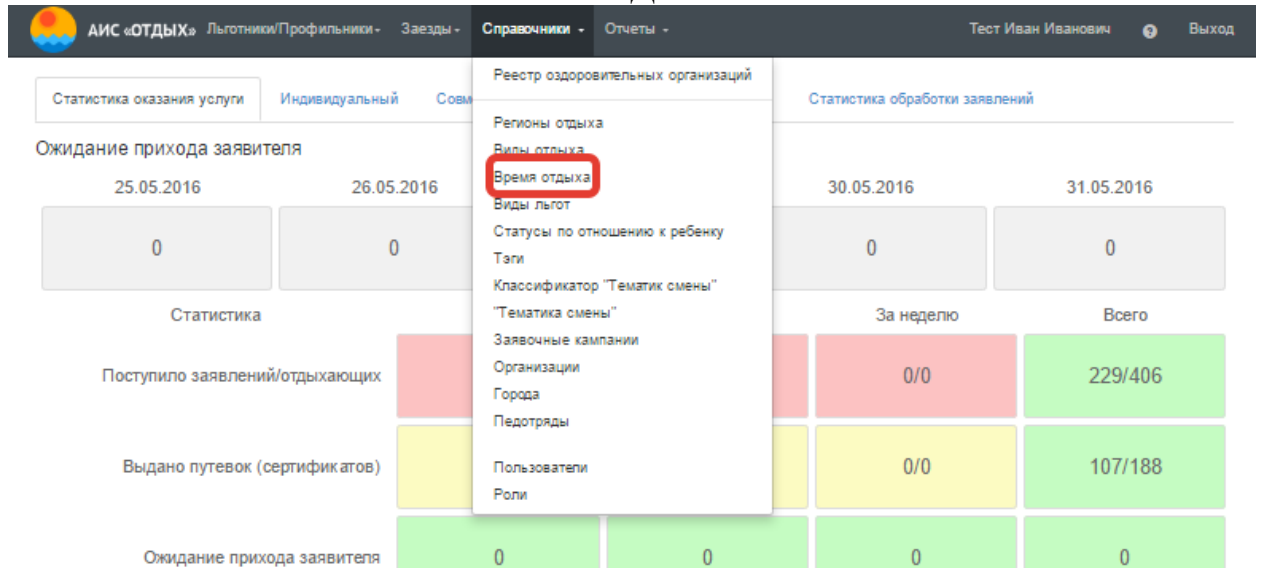 АИС «ОТДЫХ» Льготники/Профильники Заезды Справочники Отчеты Тест Иван Иванович ? Выход
Реестр оздоровительных организаций
Статистика оказания услуги Индивидуальный Совм Статистика обработки заявлений
Регионы отдыха
Ожидание прихода заявителя
Виды отдыха
Время отдыха
25.05.2016 26.05.2016 30.05.2016 31.05.2016
Виды льгот
Статусы по отношению к ребенку
0 0 0 0
Тэги
Классификатор "Тематик смены"
"Тематика смены"
Статистика За неделю Всего
Заявочные кампании
Организации
Поступило заявлений/отдыхающих 0/0 229/406
Города
Педотряды
Выдано путевок (сертификатов) 0/0 107/188
Пользователи
Роли
Ожидание прихода заявителя 0 0 0 0